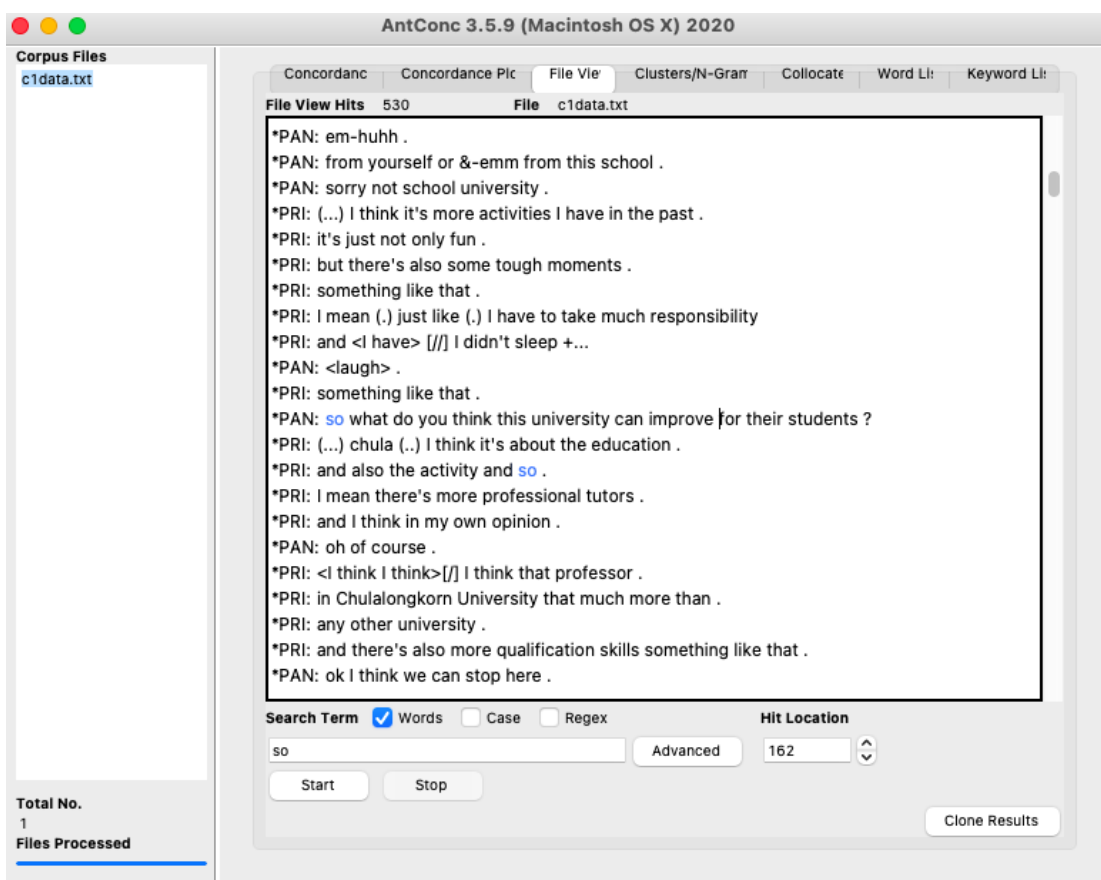 AntConc 3.5.9 (Macintosh OS X) 2020
Corpus Files
c1data.txt
Concordanc Concordance Plc File Vie Clusters/N-Gram Collocate Word Li: Keyword Li:
File View Hits 530 File c1data.txt
*PAN: em-huhh .
*PAN: from yourself or &-emm from this school .
*PAN: sorry not school university .
*PRI: (...) I think it's more activities I have in the past .
*PRI: it's just not only fun .
*PRI: but there's also some tough moments .
*PRI: something like that .
*PRI: I mean (.) just like (.) I have to take much responsibility
*PRI: and <I have> [//] I didn't sleep +...
*PAN: <laugh> .
*PRI: something like that .
*PAN: so what do you think this university can improve for their students ?
*PRI: (...) chula (..) I think it's about the education .
*PRI: and also the activity and so .
*PRI: I mean there's more professional tutors .
*PRI: and I think in my own opinion .
*PAN: oh of course .
*PRI: <I think I think>[/] I think that professor .
*PRI: in Chulalongkorn University that much more than .
*PRI: any other university .
*PRI: and there's also more qualification skills something like that .
*PAN: ok I think we can stop here .
Search Term Words Case Regex Hit Location
so Advanced 162
Start Stop
Total No.
1
Files Processed
Clone Results